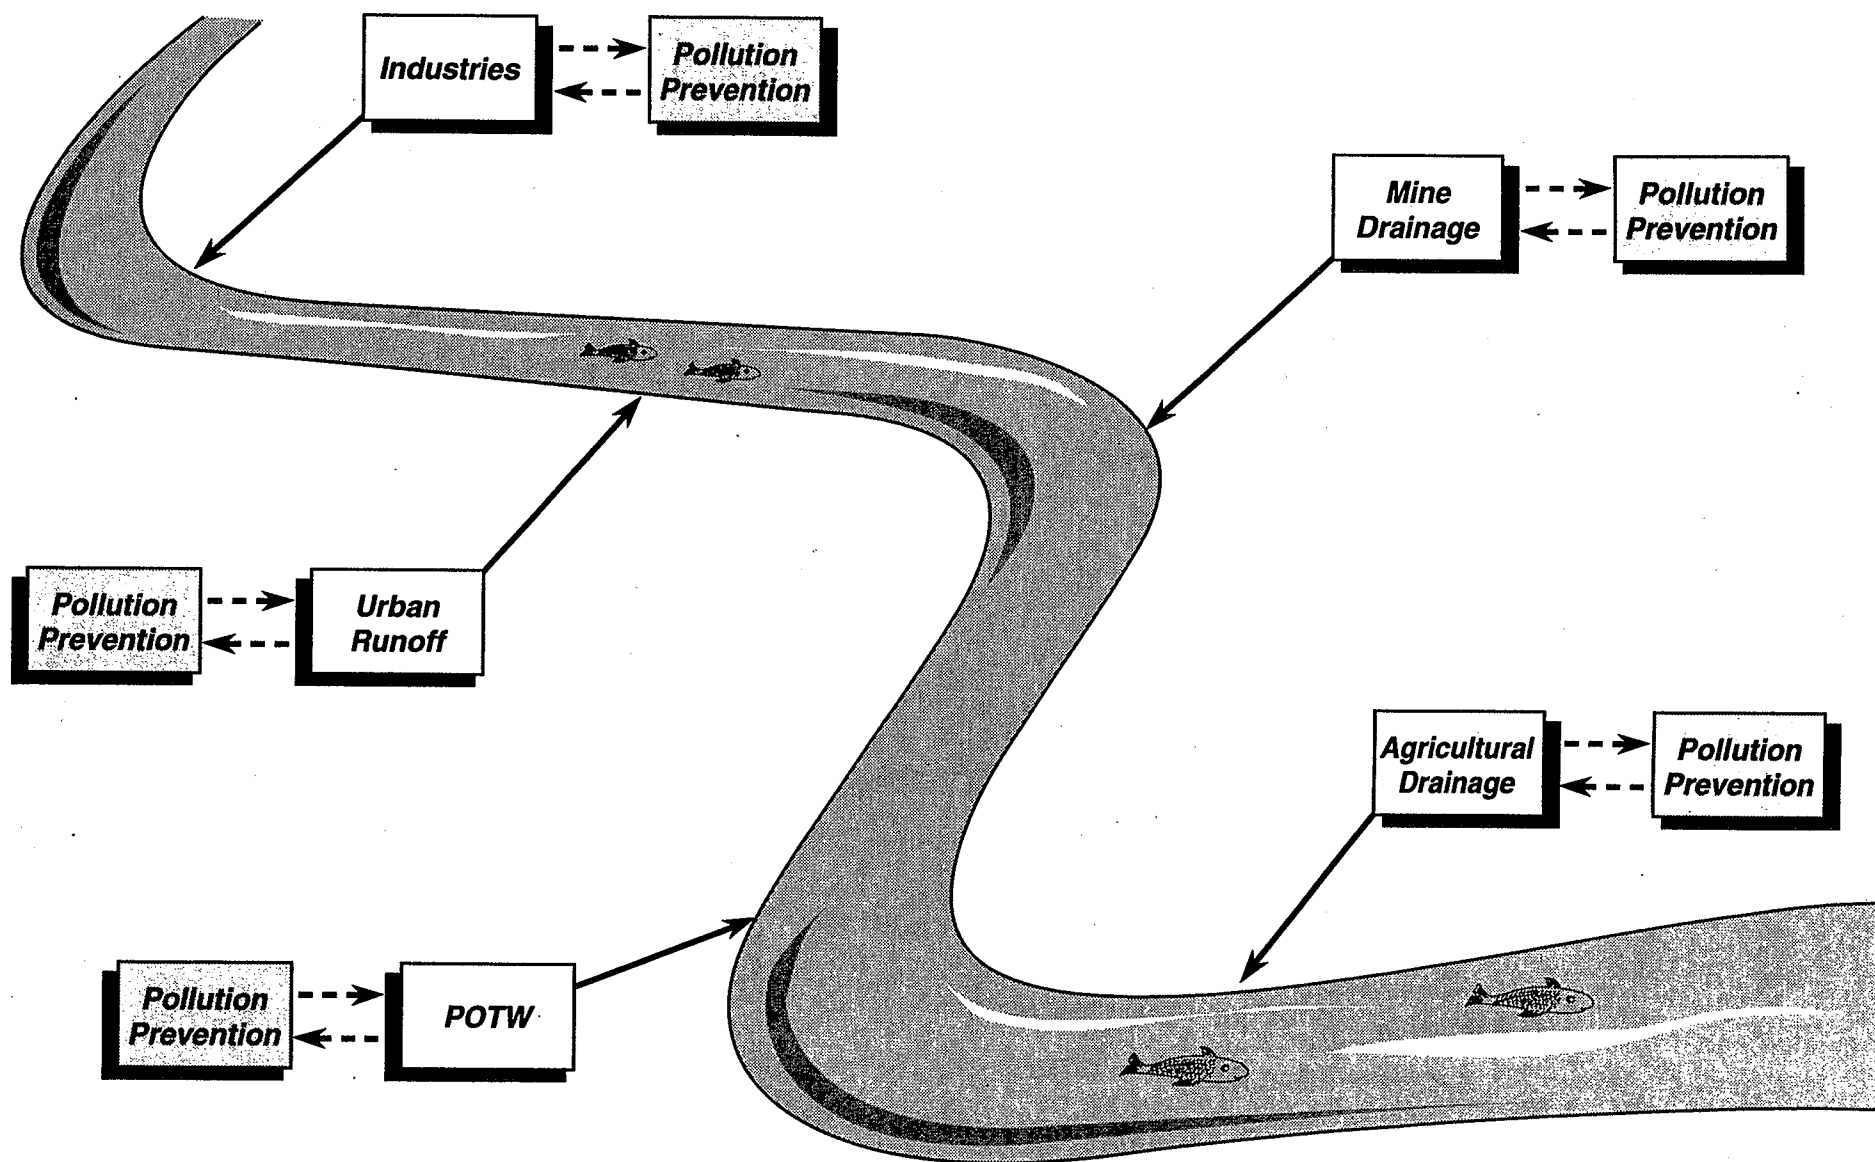 Industries
Pollution
Prevention
Mine
Drainage
Pollution
Prevention
Pollution
Prevention
Urban
Runoff
Agricultural
Drainage
Pollution
Prevention
Pollution
Prevention
POTW